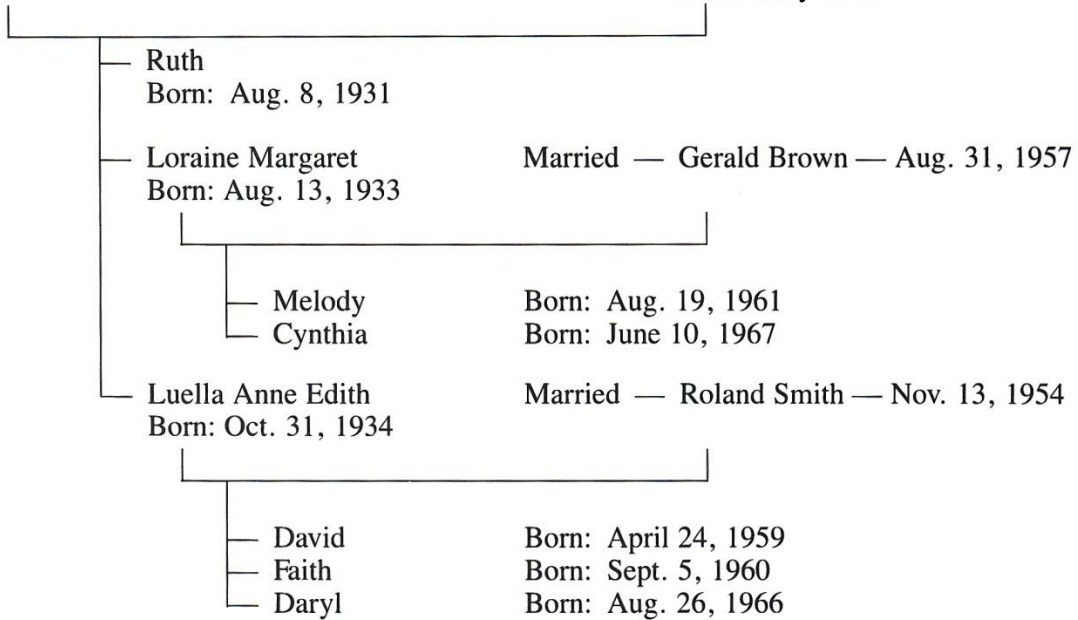 Ruth
Born: Aug. 8, 1931
Loraine Margaret Married — Gerald Brown — Aug. 31, 1957
Born: Aug. 13, 1933
Melody Born: Aug. 19, 1961
Cynthia Born: June 10, 1967
Luella Anne Edith Married — Roland Smith — Nov. 13, 1954
Born: Oct. 31, 1934
David Born: April 24, 1959
Faith Born: Sept. 5, 1960
Daryl Born: Aug. 26, 1966